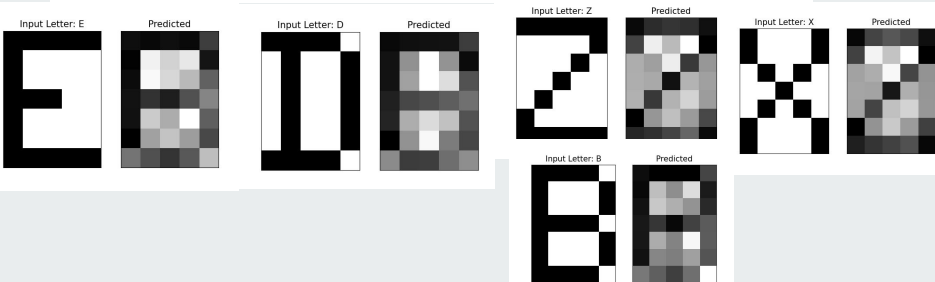 Input Letter: E Predicted
Input Letter: D Predicted
Input Letter: Z Predicted
Input Letter: X Predicted
Input Letter: B Predicted